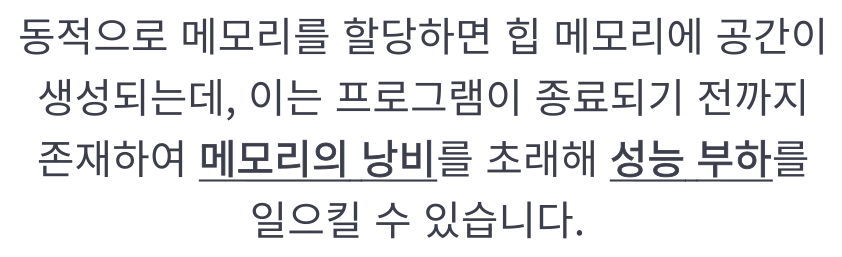 동적으로 메모리를 할당하면 힙 메모리에 공간이
생성되는데, 이는 프로그램이 종료되기 전까지
존재하여 메모리의 낭비를 초래해 성능 부하를
일으킬 수 있습니다.